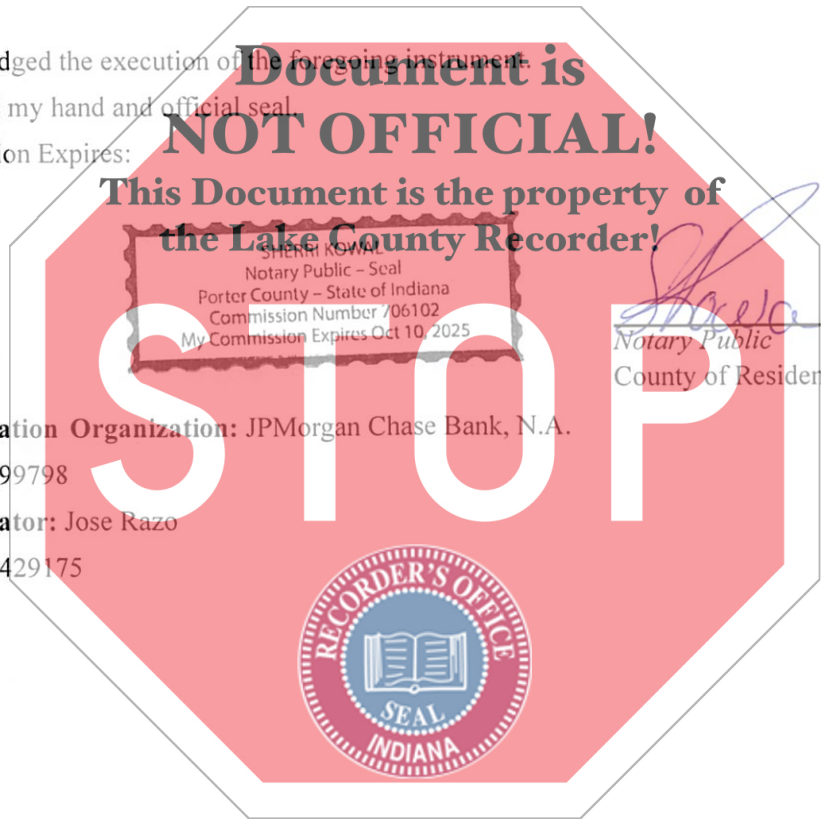 dged the execution of the foregoing instrument.
Document is
my hand and official seal.
NOT OFFICIAL!
on Expires:
This Document is the property of
the Lake County Recorder!
SHERRI KOWAL
Notary Public – Seal
Porter County – State of Indiana
Commission Number 706102
My Commission Expires Oct 10, 2025
Notary Public
County of Residen
STOP
ation Organization: JPMorgan Chase Bank, N.A.
99798
ator: Jose Razo
429175
RECORDER'S OFFICE
SEAL
INDIANA